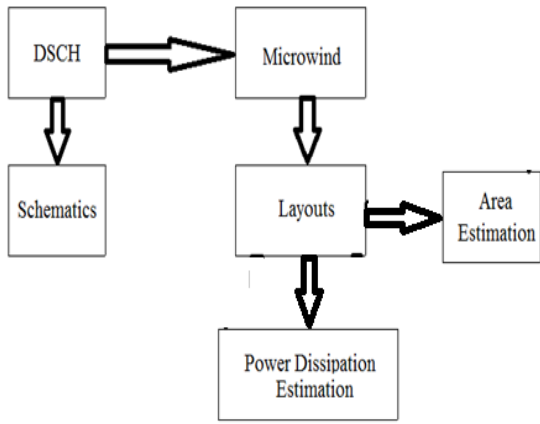 DSCH
Microwind
Schematics
Layouts
Area
Estimation
Power Dissipation
Estimation